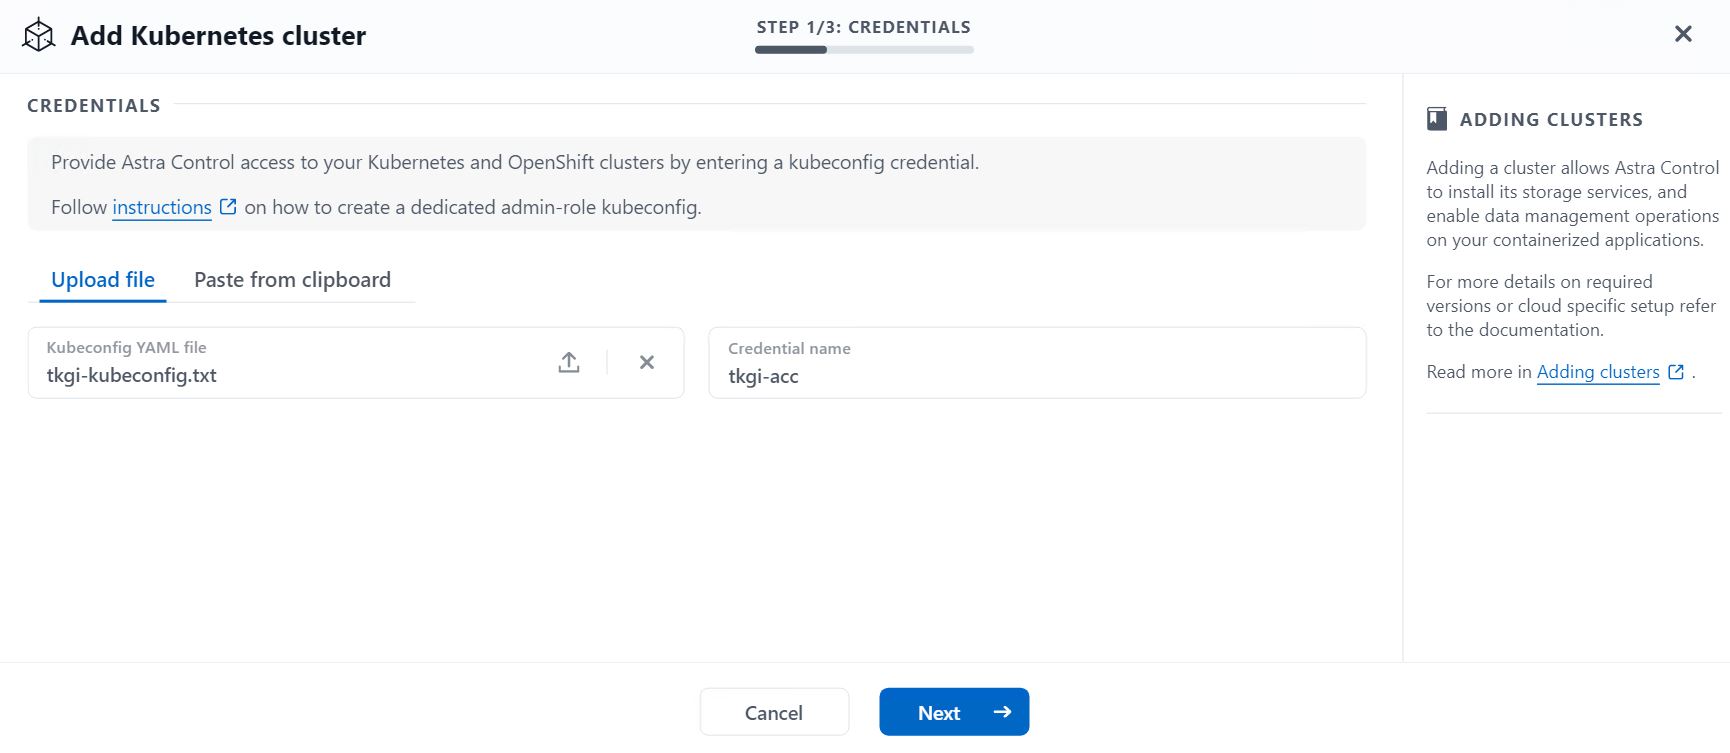 Add Kubernetes cluster
STEP 1/3: CREDENTIALS
CREDENTIALS
Provide Astra Control access to your Kubernetes and OpenShift clusters by entering a kubeconfig credential.
Follow instructions on how to create a dedicated admin-role kubeconfig.
Upload file
Paste from clipboard
Kubeconfig YAML file
tkgi-kubeconfig.txt
Credential name
tkgi-acc
ADDING CLUSTERS
Adding a cluster allows Astra Control
to install its storage services, and
enable data management operations
on your containerized applications.
For more details on required
versions or cloud specific setup refer
to the documentation.
Read more in Adding clusters .
Cancel
Next